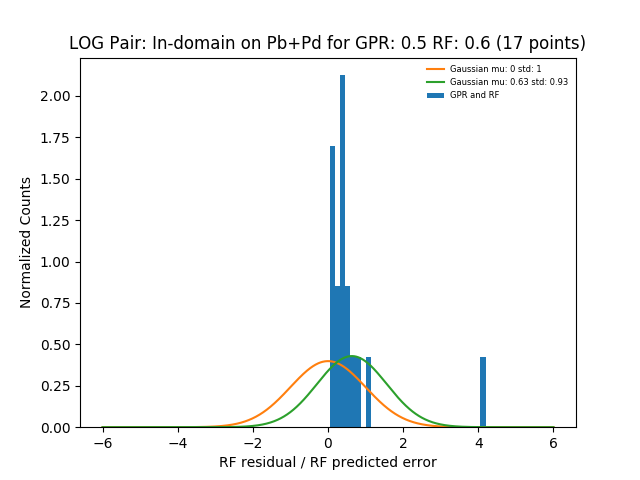 LOG Pair: In-domain on Pb+Pd for GPR: 0.5 RF: 0.6 (17 points)
Gaussian mu: 0 std: 1
Gaussian mu: 0.63 std: 0.93
GPR and RF
Normalized Counts
2.00
1.75
1.50
1.25
1.00
0.75
0.50
0.25
0.00
−6
−4
−2
0
2
4
6
RF residual / RF predicted error